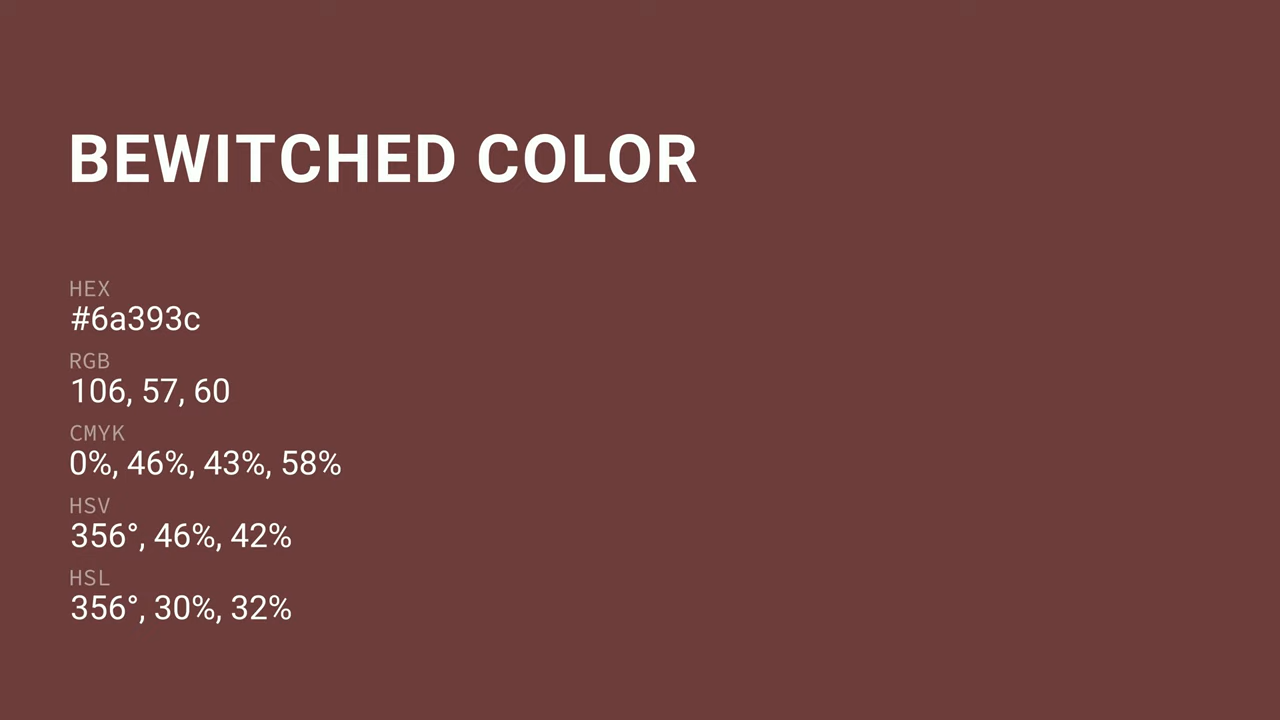 BEWITCHED COLOR
HEX
#6a393c
RGB
106, 57, 60
CMYK
0%, 46%, 43%, 58%
HSV
356°, 46%, 42%
HSL
356°, 30%, 32%